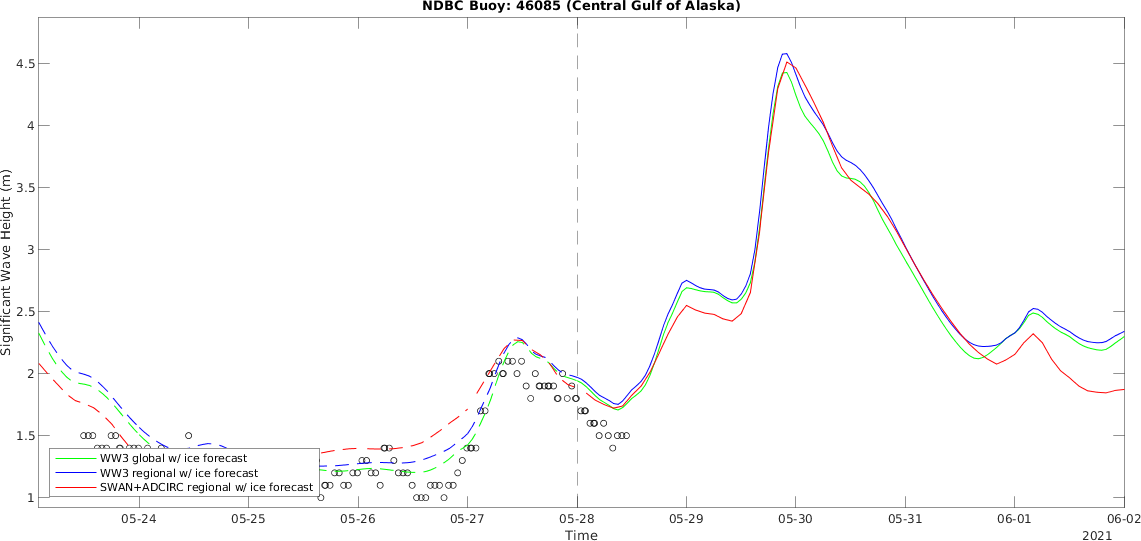 NDBC Buoy: 46085 (Central Gulf of Alaska)
Significant Wave Height (m)
4.5
4
3.5
3
2.5
2
1.5
1
WW3 global w/ ice forecast
WW3 regional w/ ice forecast
SWAN+ADCIRC regional w/ ice forecast
05-24 05-25 05-26 05-27 05-28 05-29 05-30 05-31 06-01 06-02
Time
2021